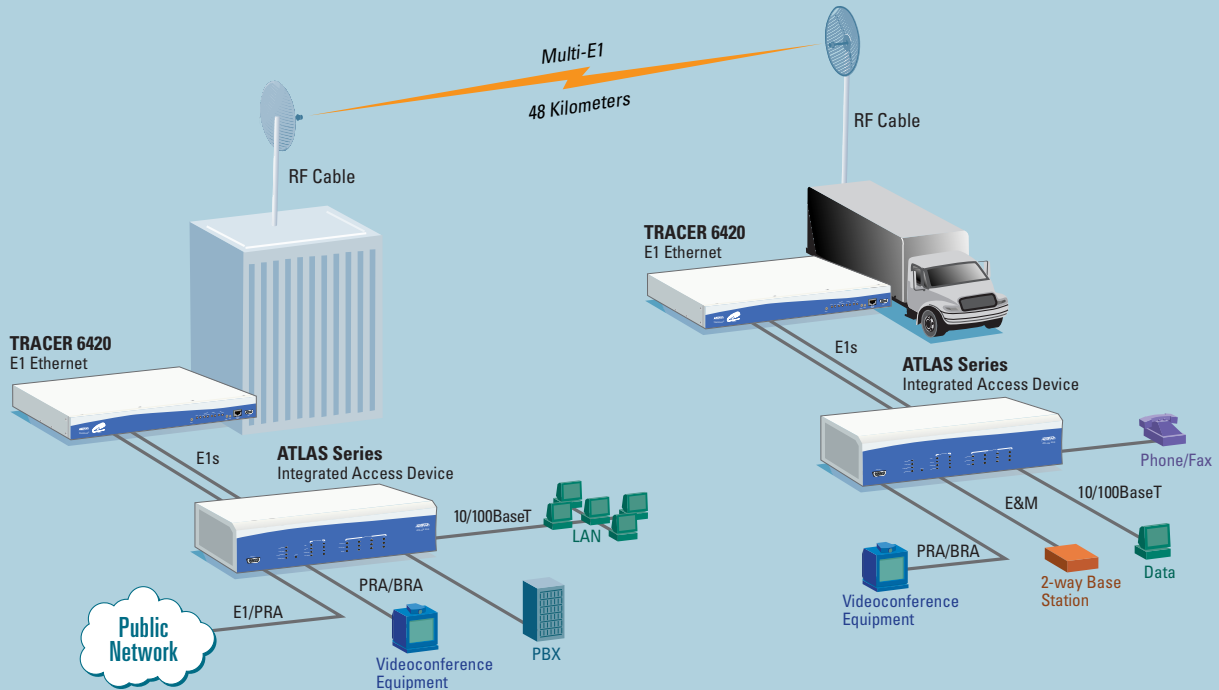 Multi-E1
48 Kilometers
RF Cable
RF Cable
TRACER 6420
E1 Ethernet
TRACER 6420
E1 Ethernet
E1s
ATLAS Series
Integrated Access Device
E1s
ATLAS Series
Integrated Access Device
Phone/Fax
10/100BaseT
E&M
10/100BaseT
LAN
PRA/BRA
PRA/BRA
E1/PRA
Videoconference
Equipment
2-way Base
Station
Data
Public
Network
Videoconference
Equipment
PBX